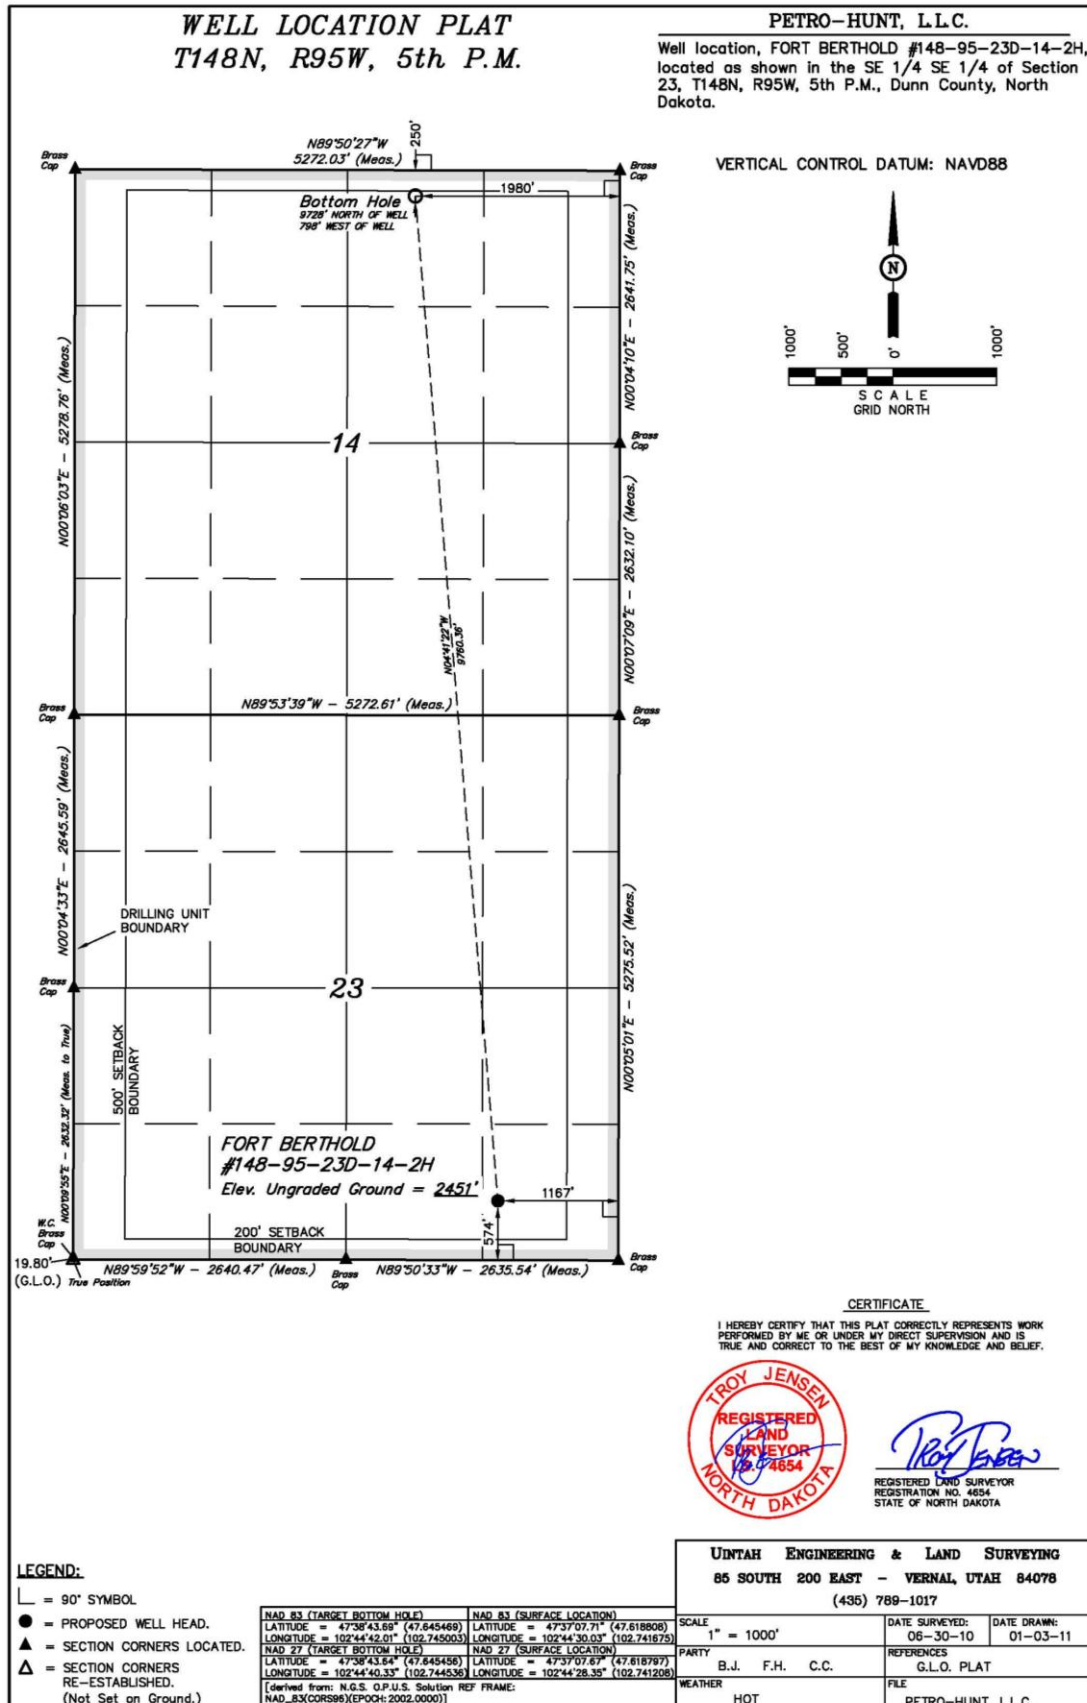 WELL LOCATION PLAT
T148N, R95W, 5th P.M.
PETRO-HUNT, L.L.C.
Well location, FORT BERTHOLD #148-95-23D-14-2H,
located as shown in the SE 1/4 SE 1/4 of Section
23, T148N, R95W, 5th P.M., Dunn County, North
Dakota.
VERTICAL CONTROL DATUM: NAVD88
N
1000'
500'
0'
1000'
SCALE
GRID NORTH
Brass
Cap
N89°50'27"W
5272.03' (Meas.)
250'
Brass
Cap
1980'
Bottom Hole
9728' NORTH OF WELL
798' WEST OF WELL
N00°04'10"E - 2641.75' (Meas.)
N00°06'03"E - 5278.76' (Meas.)
14
Brass
Cap
N00°07'09"E - 2632.10' (Meas.)
N04°41'22"W
9760.36'
Brass
Cap
N89°53'39"W - 5272.61' (Meas.)
Brass
Cap
N00°04'33"E - 2645.59' (Meas.)
DRILLING UNIT
BOUNDARY
N00°05'01"E - 5275.52' (Meas.)
Brass
Cap
23
500' SETBACK
BOUNDARY
N00°09'55"E - 2632.32' (Meas. to True)
FORT BERTHOLD
#148-95-23D-14-2H
Elev. Ungraded Ground = 2451'
1167'
574'
W.C.
Brass
Cap
200' SETBACK
BOUNDARY
19.80'
(G.L.O.)
True Position
N89°59'52"W - 2640.47' (Meas.)
Brass
Cap
N89°50'33"W - 2635.54' (Meas.)
Brass
Cap
CERTIFICATE
I HEREBY CERTIFY THAT THIS PLAT CORRECTLY REPRESENTS WORK
PERFORMED BY ME OR UNDER MY DIRECT SUPERVISION AND IS
TRUE AND CORRECT TO THE BEST OF MY KNOWLEDGE AND BELIEF.
TROY JENSEN
REGISTERED
LAND
SURVEYOR
4654
NORTH DAKOTA
Troy Jensen
REGISTERED LAND SURVEYOR
REGISTRATION NO. 4654
STATE OF NORTH DAKOTA
LEGEND:
= 90° SYMBOL
= PROPOSED WELL HEAD.
= SECTION CORNERS LOCATED.
= SECTION CORNERS
RE-ESTABLISHED.
(Not Set on Ground.)
NAD 83 (TARGET BOTTOM HOLE)
LATITUDE = 47°38'43.69" (47.645469)
LONGITUDE = 102°44'42.01" (102.745003)
NAD 83 (SURFACE LOCATION)
LATITUDE = 47°37'07.71" (47.618808)
LONGITUDE = 102°44'30.03" (102.741675)
NAD 27 (TARGET BOTTOM HOLE)
LATITUDE = 47°38'43.64" (47.645456)
LONGITUDE = 102°44'40.33" (102.744536)
NAD 27 (SURFACE LOCATION)
LATITUDE = 47°37'07.67" (47.618797)
LONGITUDE = 102°44'28.35" (102.741208)
[derived from: N.G.S. O.P.U.S. Solution REF FRAME:
NAD_83(CORS96)(EPOCH: 2002.0000)]
UINTAH ENGINEERING & LAND SURVEYING
85 SOUTH 200 EAST - VERNAL, UTAH 84078
(435) 789-1017
SCALE
1" = 1000'
DATE SURVEYED:
06-30-10
DATE DRAWN:
01-03-11
PARTY
B.J. F.H. C.C.
REFERENCES
G.L.O. PLAT
WEATHER
HOT
FILE
PETRO-HUNT, L.L.C.